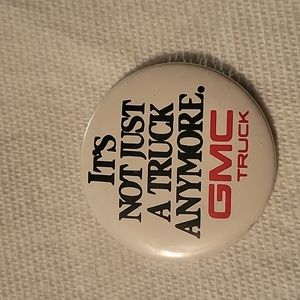 IT'S
NOT JUST
A TRUCK
ANYMORE.
GMC
TRUCK